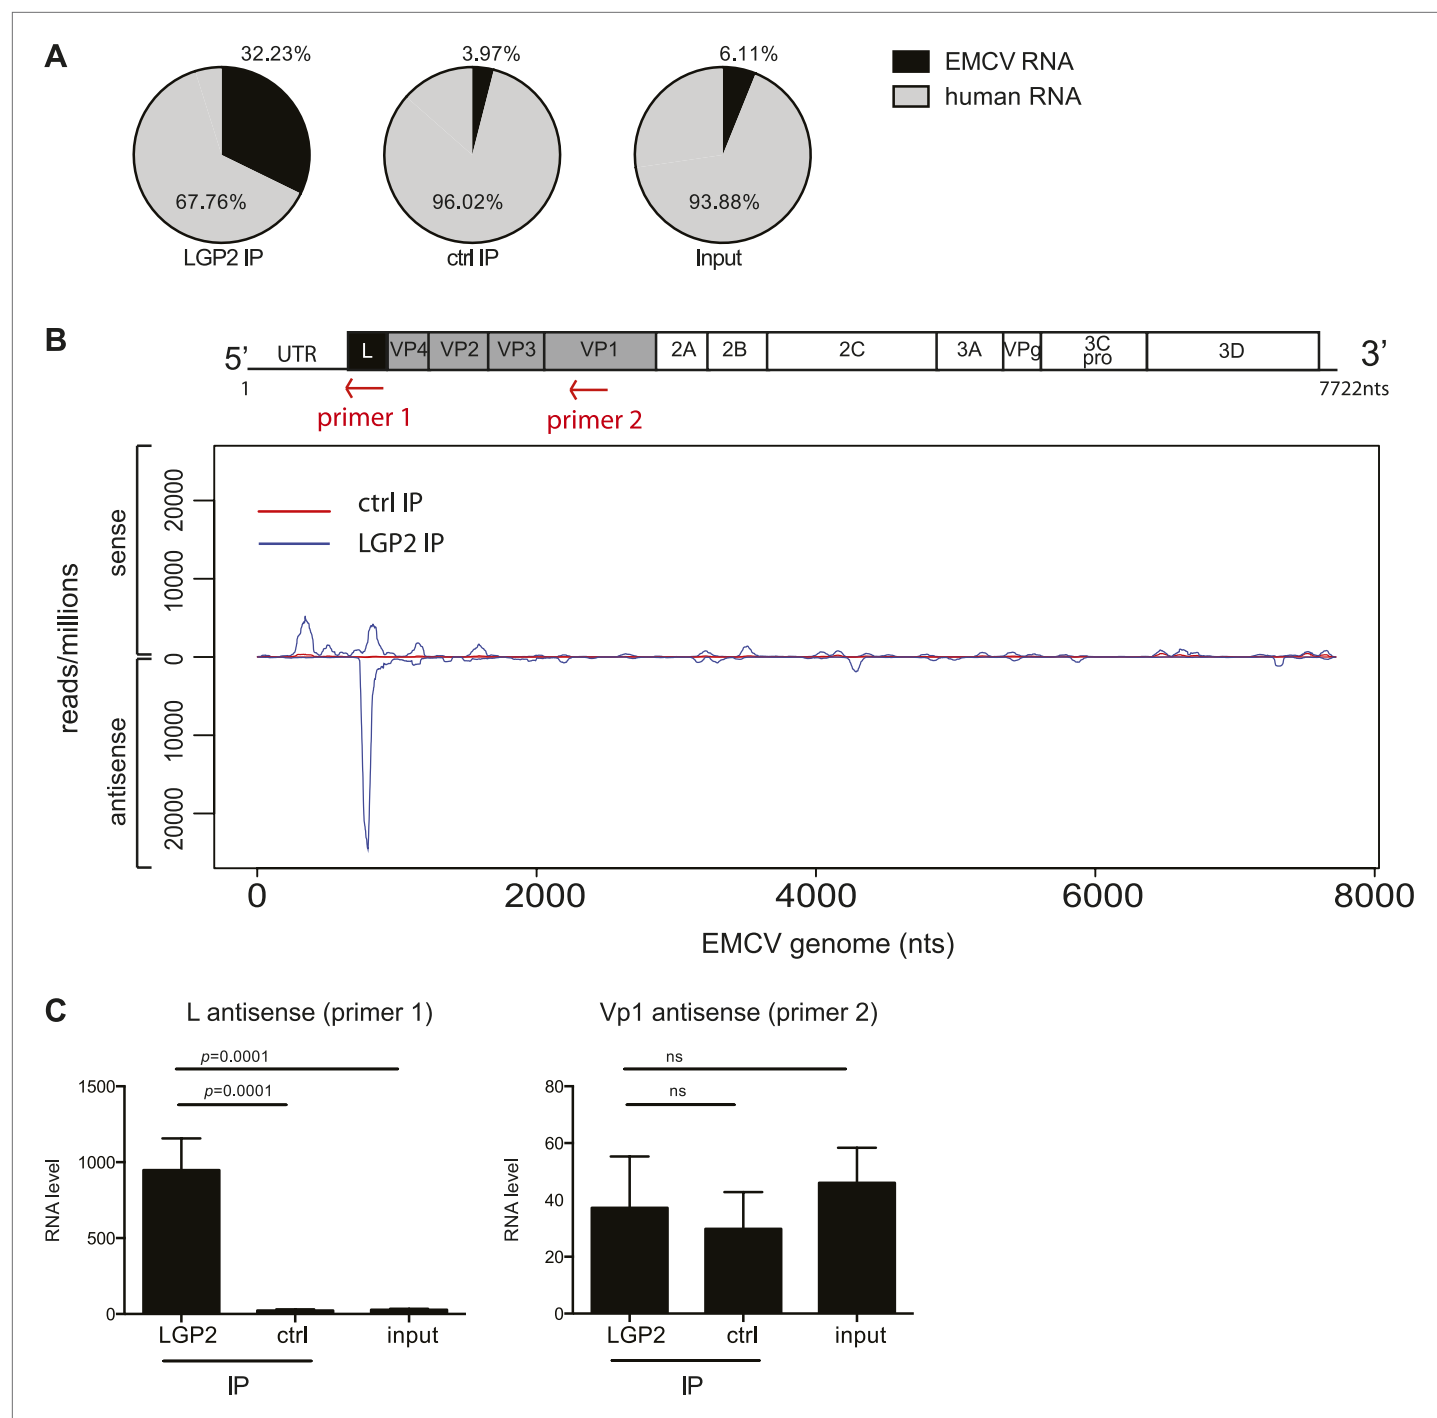 A
32.23%
3.97%
6.11%
EMCV RNA
human RNA
67.76%
96.02%
93.88%
LGP2 IP
ctrl IP
Input
B
5’ UTR L VP4 VP2 VP3 VP1 2A 2B 2C 3A VPg 3C pro 3D 3’
1
7722nts
primer 1
primer 2
reads/millions
sense
antisense
20000
10000
0
10000
20000
ctrl IP
LGP2 IP
0 2000 4000 6000 8000
EMCV genome (nts)
C
L antisense (primer 1)
p=0.0001
p=0.0001
RNA level
1500
1000
500
0
LGP2 ctrl input
IP
Vp1 antisense (primer 2)
ns
ns
RNA level
80
60
40
20
0
LGP2 ctrl input
IP